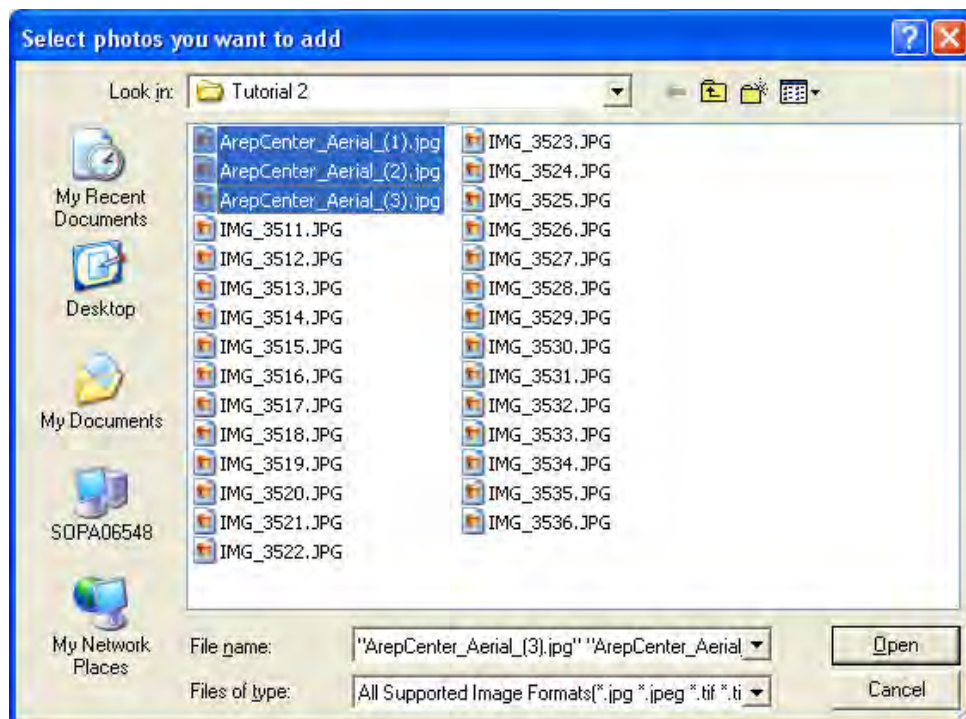 Select photos you want to add
Look in:
Tutorial 2
My Recent
Documents
Desktop
My Documents
SOPA06548
My Network
Places
ArepCenter_Aerial_(1).jpg
ArepCenter_Aerial_(2).jpg
ArepCenter_Aerial_(3).jpg
IMG_3511.JPG
IMG_3512.JPG
IMG_3513.JPG
IMG_3514.JPG
IMG_3515.JPG
IMG_3516.JPG
IMG_3517.JPG
IMG_3518.JPG
IMG_3519.JPG
IMG_3520.JPG
IMG_3521.JPG
IMG_3522.JPG
IMG_3523.JPG
IMG_3524.JPG
IMG_3525.JPG
IMG_3526.JPG
IMG_3527.JPG
IMG_3528.JPG
IMG_3529.JPG
IMG_3530.JPG
IMG_3531.JPG
IMG_3532.JPG
IMG_3533.JPG
IMG_3534.JPG
IMG_3535.JPG
IMG_3536.JPG
File name:
"ArepCenter_Aerial_(3).jpg" "ArepCenter_Aerial_
Open
Files of type:
All Supported Image Formats(*.jpg *.jpeg *.tif *.ti
Cancel